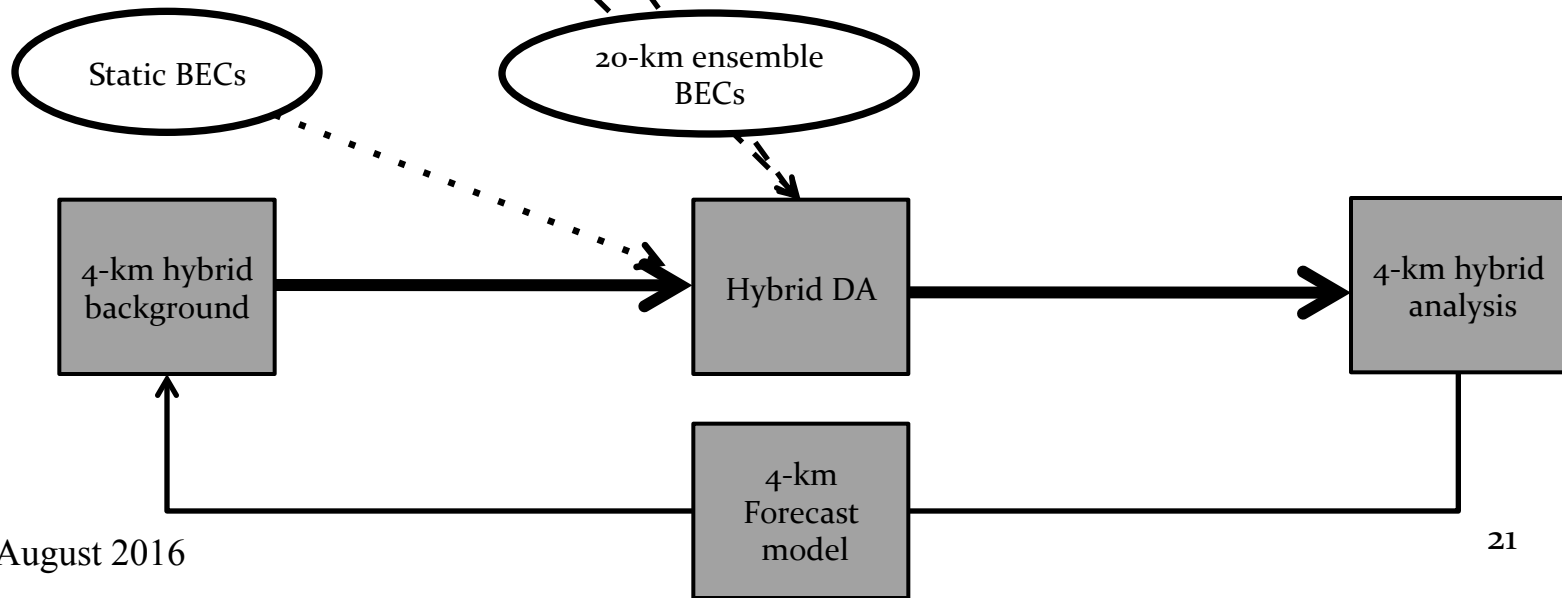 Static BECs
20-km ensemble
BECs
4-km hybrid
background
Hybrid DA
4-km hybrid
analysis
4-km
Forecast
model
August 2016
21